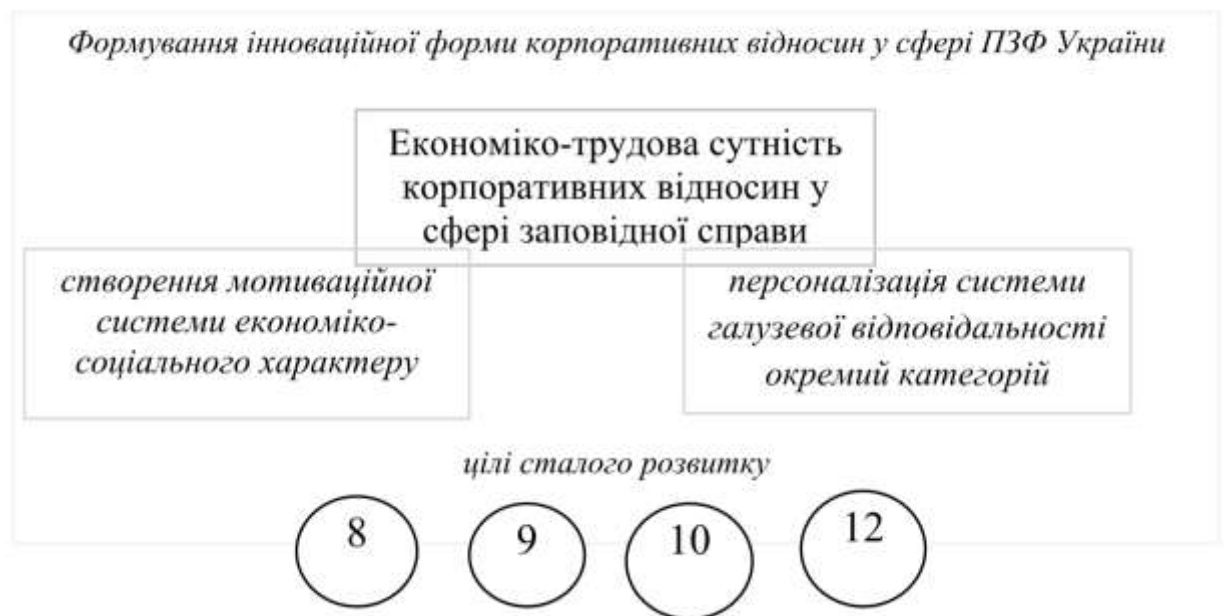 Формування інноваційної форми корпоративних відносин у сфері ПЗФ України
Економіко-трудова сутність
корпоративних відносин у
сфері заповідної справи
створення мотиваційної
системи економіко-
соціального характеру
персоналізація системи
галузевої відповідальності
окремий категорій
цілі сталого розвитку
8
9
10
12